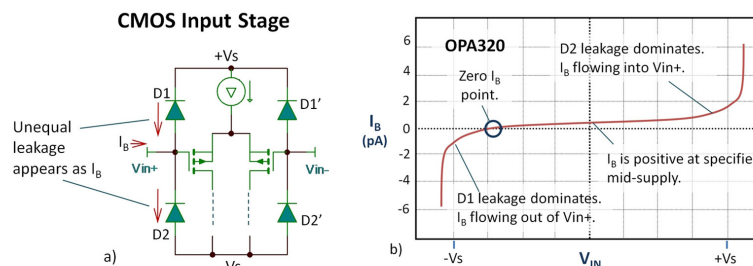 CMOS Input Stage
+Vs
D1
D1'
Unequal
leakage
appears as IB
IB
Vin+
Vin-
D2
D2'
-Vs
a)
OPA320
Zero IB
point.
D2 leakage dominates.
IB flowing into Vin+.
IB
(pA)
6
4
2
0
-2
-4
-6
IB is positive at specified
mid-supply.
D1 leakage dominates.
IB flowing out of Vin+.
b)
-Vs
VIN
+Vs